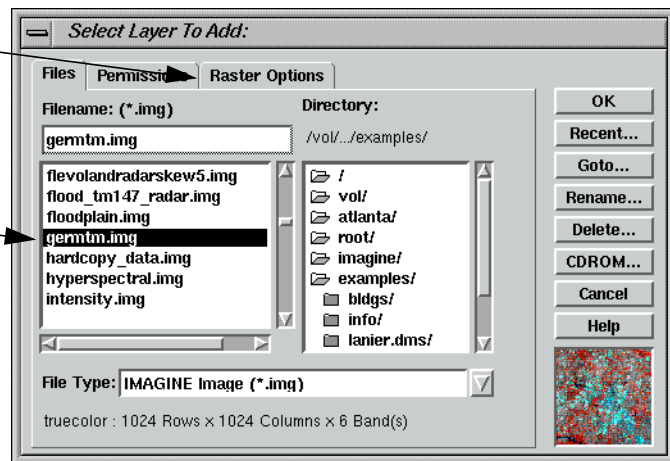 Select Layer To Add:
Files Permissions Raster Options
Filename: (*.img)
germtm.img
flevolandradarskew5.img
flood_tm147_radar.img
floodplain.img
germtm.img
hardcopy_data.img
hyperspectral.img
intensity.img
Directory:
/vol/.../examples/
/
vol/
atlanta/
root/
imagine/
examples/
bldgs/
info/
lanier.dms/
File Type: IMAGINE Image (*.img)
truecolor : 1024 Rows x 1024 Columns x 6 Band(s)
OK
Recent...
Goto...
Rename...
Delete...
CDROM...
Cancel
Help